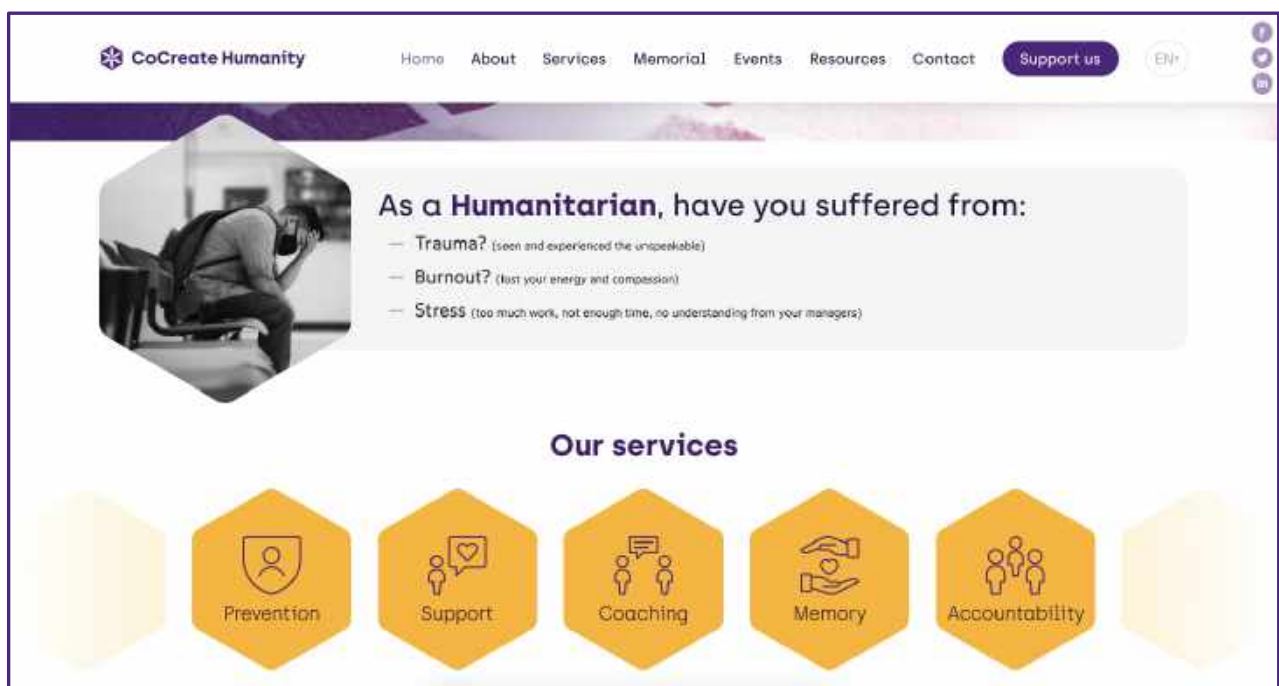 CoCreate Humanity
Home About Services Memorial Events Resources Contact Support us EN
As a Humanitarian, have you suffered from:
— Trauma? (seen and experienced the unspeakable)
— Burnout? (lost your energy and compassion)
— Stress (too much work, not enough time, no understanding from your managers)
Our services
Prevention
Support
Coaching
Memory
Accountability